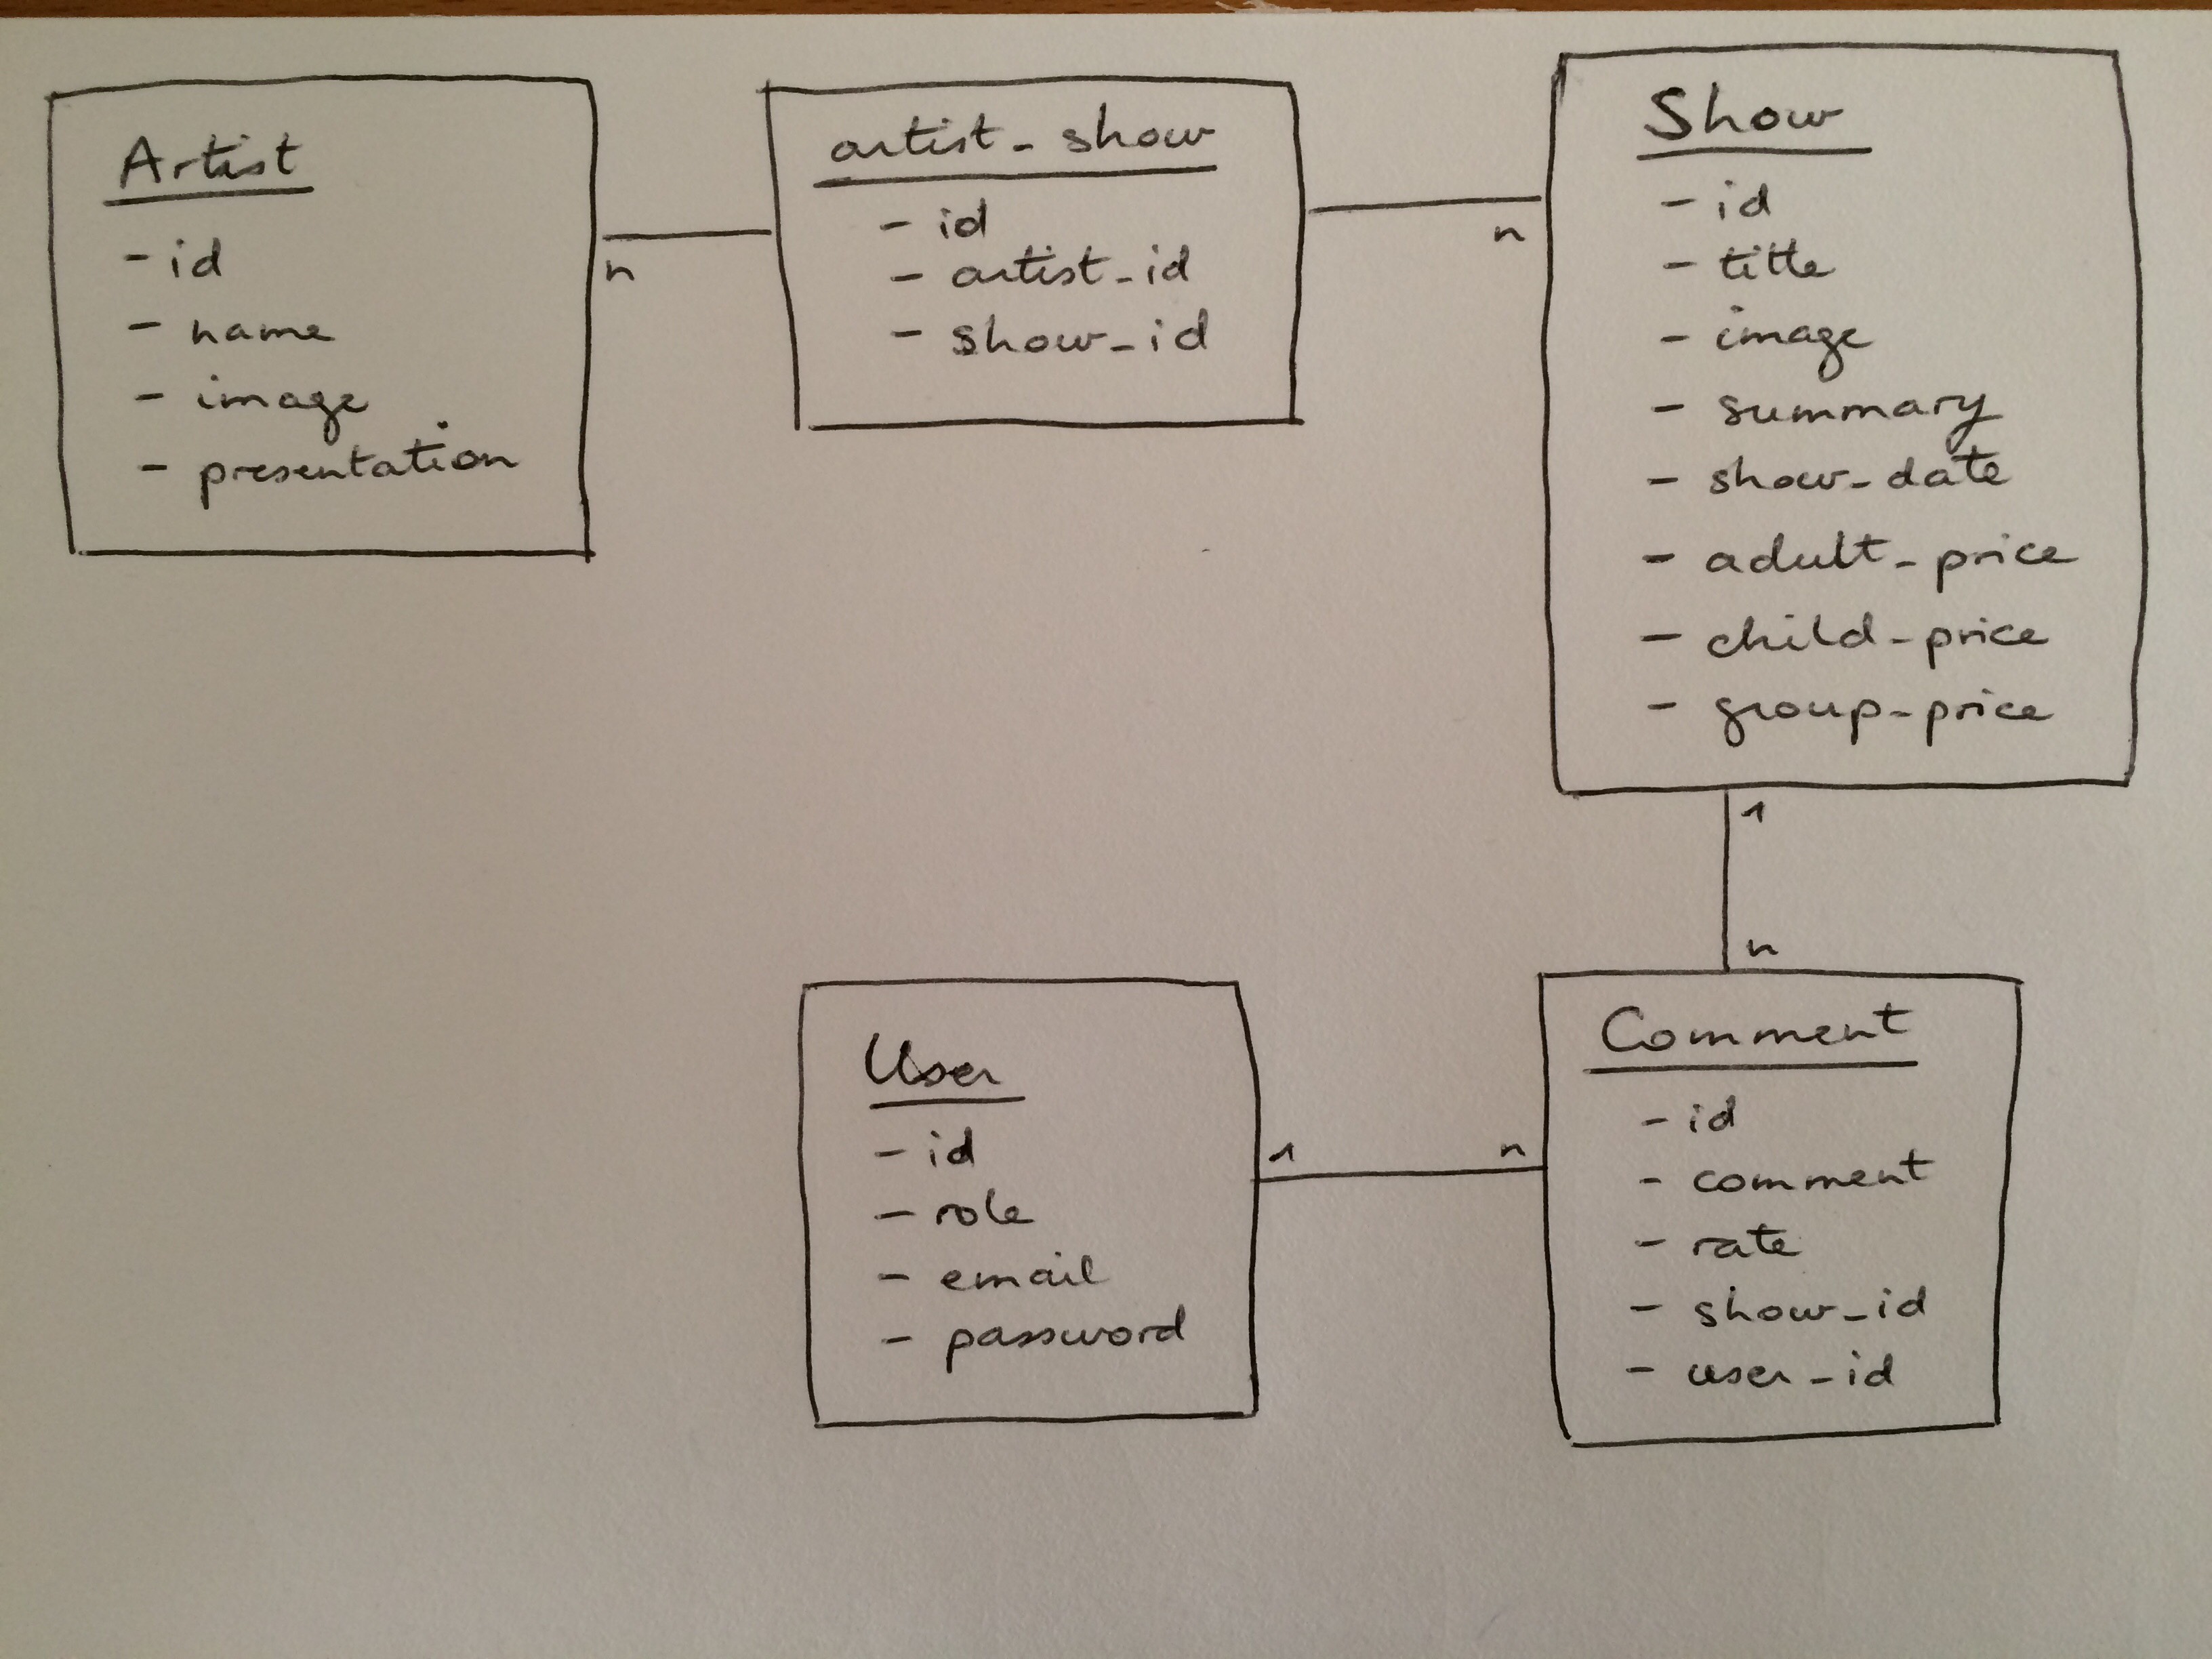 Artist
- id
- name
- image
- presentation
n
artist_show
- id
- artist_id
- show_id
n
Show
- id
- title
- image
- summary
- show_date
- adult_price
- child_price
- group_price
1
n
User
- id
- role
- email
- password
1
n
Comment
- id
- comment
- rate
- show_id
- user_id